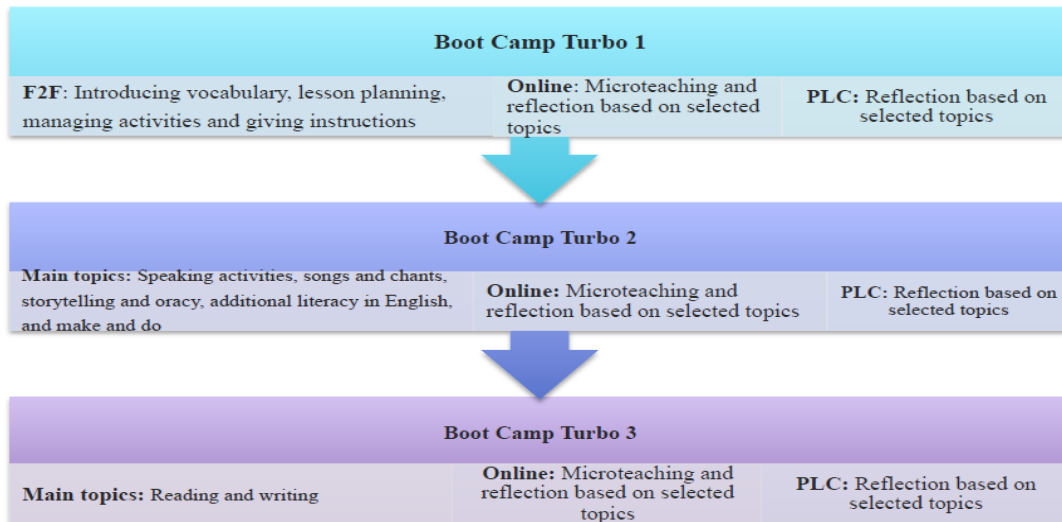 Boot Camp Turbo 1
F2F: Introducing vocabulary, lesson planning,
managing activities and giving instructions
Online: Microteaching and
reflection based on selected
topics
PLC: Reflection based on
selected topics
Boot Camp Turbo 2
Main topics: Speaking activities, songs and chants,
storytelling and oracy, additional literacy in English,
and make and do
Online: Microteaching and
reflection based on selected topics
PLC: Reflection based on
selected topics
Boot Camp Turbo 3
Main topics: Reading and writing
Online: Microteaching and
reflection based on selected
topics
PLC: Reflection based on
selected topics